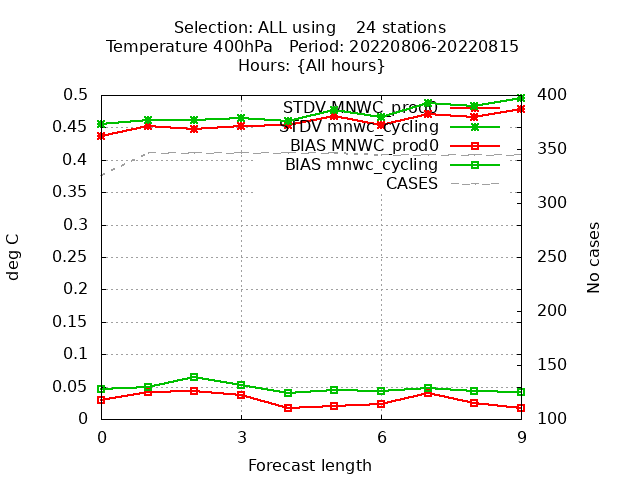 Selection: ALL using    24 stations
Temperature 400hPa   Period: 20220806-20220815
Hours: {All hours}
0.5
0.45
0.4
0.35
0.3
0.25
0.2
0.15
0.1
0.05
0
deg C
STDV MNWC_prod0
STDV mnwc_cycling
BIAS MNWC_prod0
BIAS mnwc_cycling
CASES
400
350
300
250
200
150
100
No cases
0 3 6 9
Forecast length